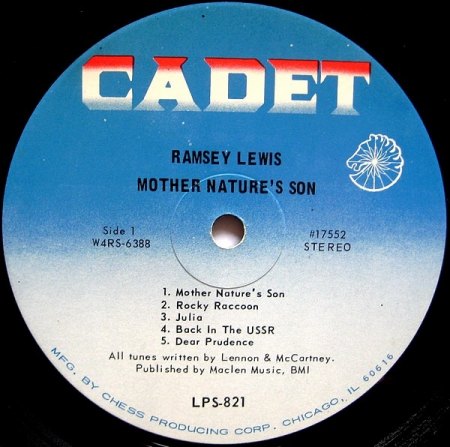 CADET
RAMSEY LEWIS
MOTHER NATURE'S SON
Side 1
W4RS-6388
#17552
STEREO
1. Mother Nature's Son
2. Rocky Raccoon
3. Julia
4. Back In The USSR
5. Dear Prudence
All tunes written by Lennon & McCartney.
Published by Maclen Music, BMI
LPS-821
MFG. BY CHESS PRODUCING CORP. CHICAGO, IL 60616